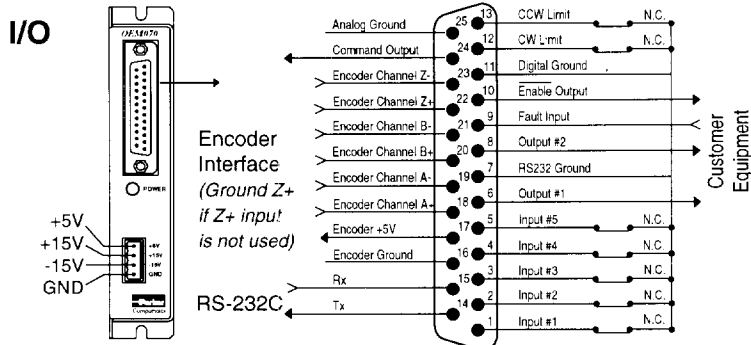 I/O
OEM070
POWER
+5V
+15V
-15V
GND
+5V
+15V
-15V
GND
Parker
Compumotor
Encoder
Interface
(Ground Z+
if Z+ input
is not used)
RS-232C
Analog Ground
Command Output
Encoder Channel Z-
Encoder Channel Z+
Encoder Channel B-
Encoder Channel B+
Encoder Channel A-
Encoder Channel A+
Encoder +5V
Encoder Ground
Rx
Tx
25
24
23
22
21
20
19
18
17
16
15
14
13 CCW Limit N.C.
12 CW Limit N.C.
11 Digital Ground
10 Enable Output
9 Fault Input
8 Output #2
7 RS232 Ground
6 Output #1
5 Input #5 N.C.
4 Input #4 N.C.
3 Input #3 N.C.
2 Input #2 N.C.
1 Input #1 N.C.
Customer
Equipment